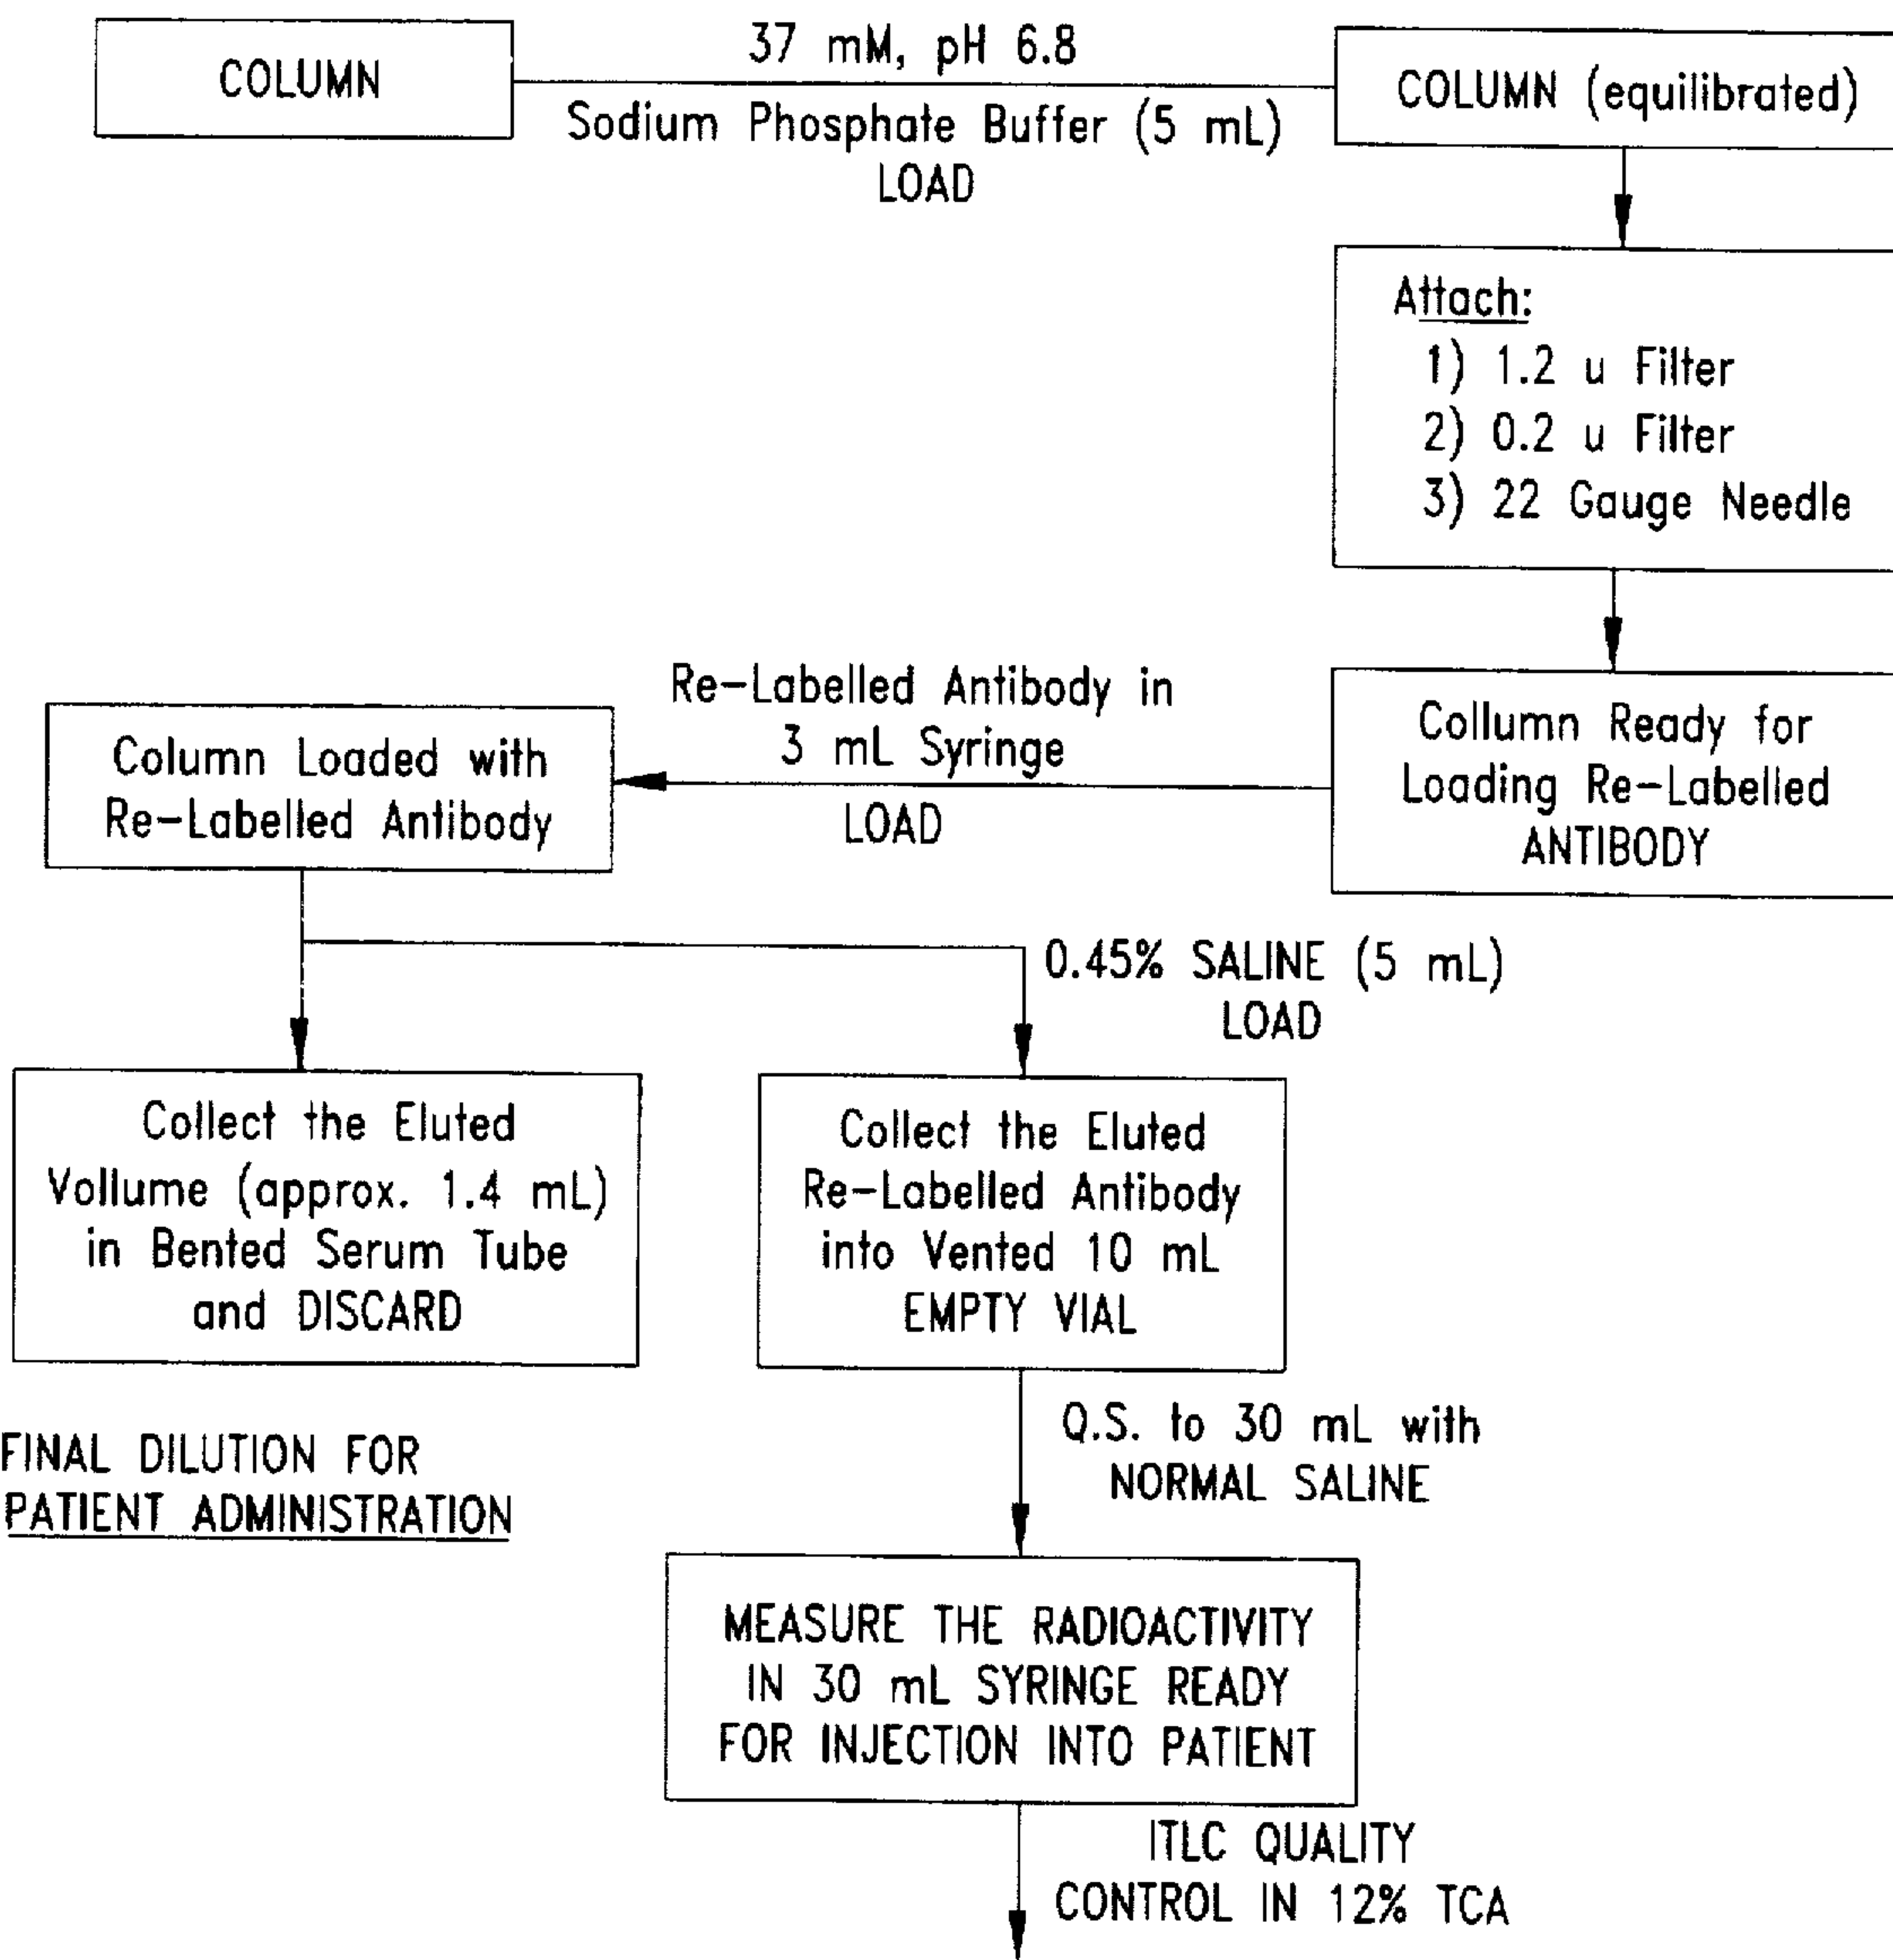 COLUMN
37 mM, pH 6.8
Sodium Phosphate Buffer (5 mL)
LOAD
COLUMN (equilibrated)
Attach:
1) 1.2 u Filter
2) 0.2 u Filter
3) 22 Gauge Needle
Collumn Ready for
Loading Re-Labelled
ANTIBODY
Re-Labelled Antibody in
3 mL Syringe
LOAD
Column Loaded with
Re-Labelled Antibody
0.45% SALINE (5 mL)
LOAD
Collect the Eluted
Vollume (approx. 1.4 mL)
in Bented Serum Tube
and DISCARD
Collect the Eluted
Re-Labelled Antibody
into Vented 10 mL
EMPTY VIAL
Q.S. to 30 mL with
NORMAL SALINE
FINAL DILUTION FOR
PATIENT ADMINISTRATION
MEASURE THE RADIOACTIVITY
IN 30 mL SYRINGE READY
FOR INJECTION INTO PATIENT
ITLC QUALITY
CONTROL IN 12% TCA